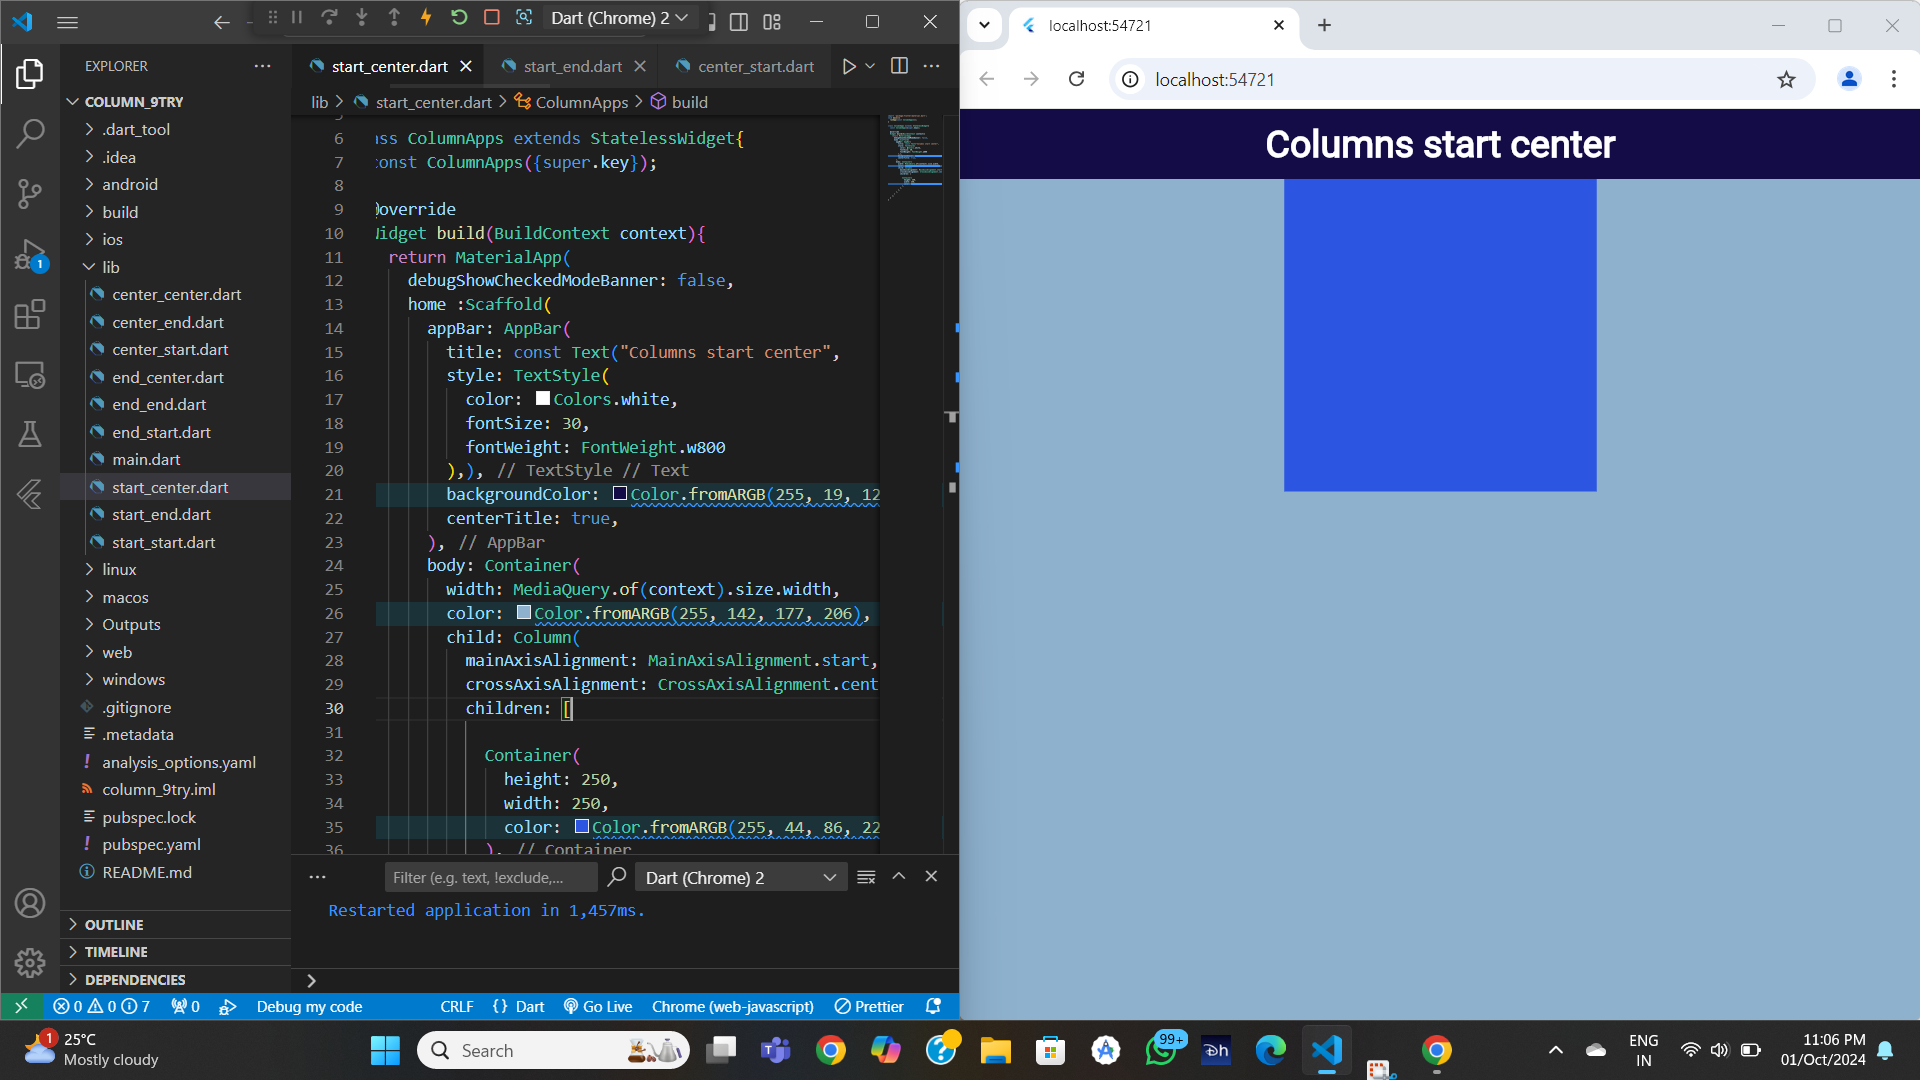 Dart (Chrome) 2
EXPLORER
COLUMN_9TRY
.dart_tool
.idea
android
build
ios
lib
center_center.dart
center_end.dart
center_start.dart
end_center.dart
end_end.dart
end_start.dart
main.dart
start_center.dart
start_end.dart
start_start.dart
linux
macos
Outputs
web
windows
.gitignore
.metadata
analysis_options.yaml
column_9try.iml
pubspec.lock
pubspec.yaml
README.md
OUTLINE
TIMELINE
DEPENDENCIES
start_center.dart start_end.dart center_start.dart
lib > start_center.dart > ColumnApps > build
6 ass ColumnApps extends StatelessWidget{
7 const ColumnApps({super.key});
8
9 @override
10 Widget build(BuildContext context){
11 return MaterialApp(
12 debugShowCheckedModeBanner: false,
13 home :Scaffold(
14 appBar: AppBar(
15 title: const Text("Columns start center",
16 style: TextStyle(
17 color: Colors.white,
18 fontSize: 30,
19 fontWeight: FontWeight.w800
20 ),), // TextStyle // Text
21 backgroundColor: Color.fromARGB(255, 19, 12
22 centerTitle: true,
23 ), // AppBar
24 body: Container(
25 width: MediaQuery.of(context).size.width,
26 color: Color.fromARGB(255, 142, 177, 206),
27 child: Column(
28 mainAxisAlignment: MainAxisAlignment.start,
29 crossAxisAlignment: CrossAxisAlignment.cent
30 children: [
31
32 Container(
33 height: 250,
34 width: 250,
35 color: Color.fromARGB(255, 44, 86, 22
36 ), // Container
Filter (e.g. text, !exclude,... Dart (Chrome) 2
Restarted application in 1,457ms.
0 0 7 0 Debug my code CRLF {} Dart Go Live Chrome (web-javascript) Prettier
localhost:54721
localhost:54721
Columns start center
1 25°C
Mostly cloudy
Search
99+
ENG
IN
11:06 PM
01/Oct/2024